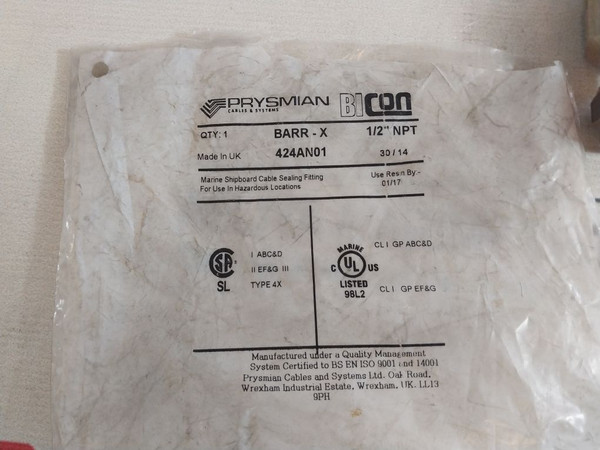 PRYSMIAN
CABLES & SYSTEMS
BICON
QTY: 1 BARR - X 1/2" NPT
Made In UK 424AN01 30 / 14
Marine Shipboard Cable Sealing Fitting
For Use In Hazardous Locations
Use Resin By:-
01/17
SA
SL
I ABC&D
II EF&G III
TYPE 4X
MARINE
C UL US
LISTED
98L2
CL I GP ABC&D
CL I GP EF&G
Manufactured under a Quality Management
System Certified to BS EN ISO 9001 and 14001
Prysmian Cables and Systems Ltd. Oak Road,
Wrexham Industrial Estate, Wrexham, UK. LL13
9PH